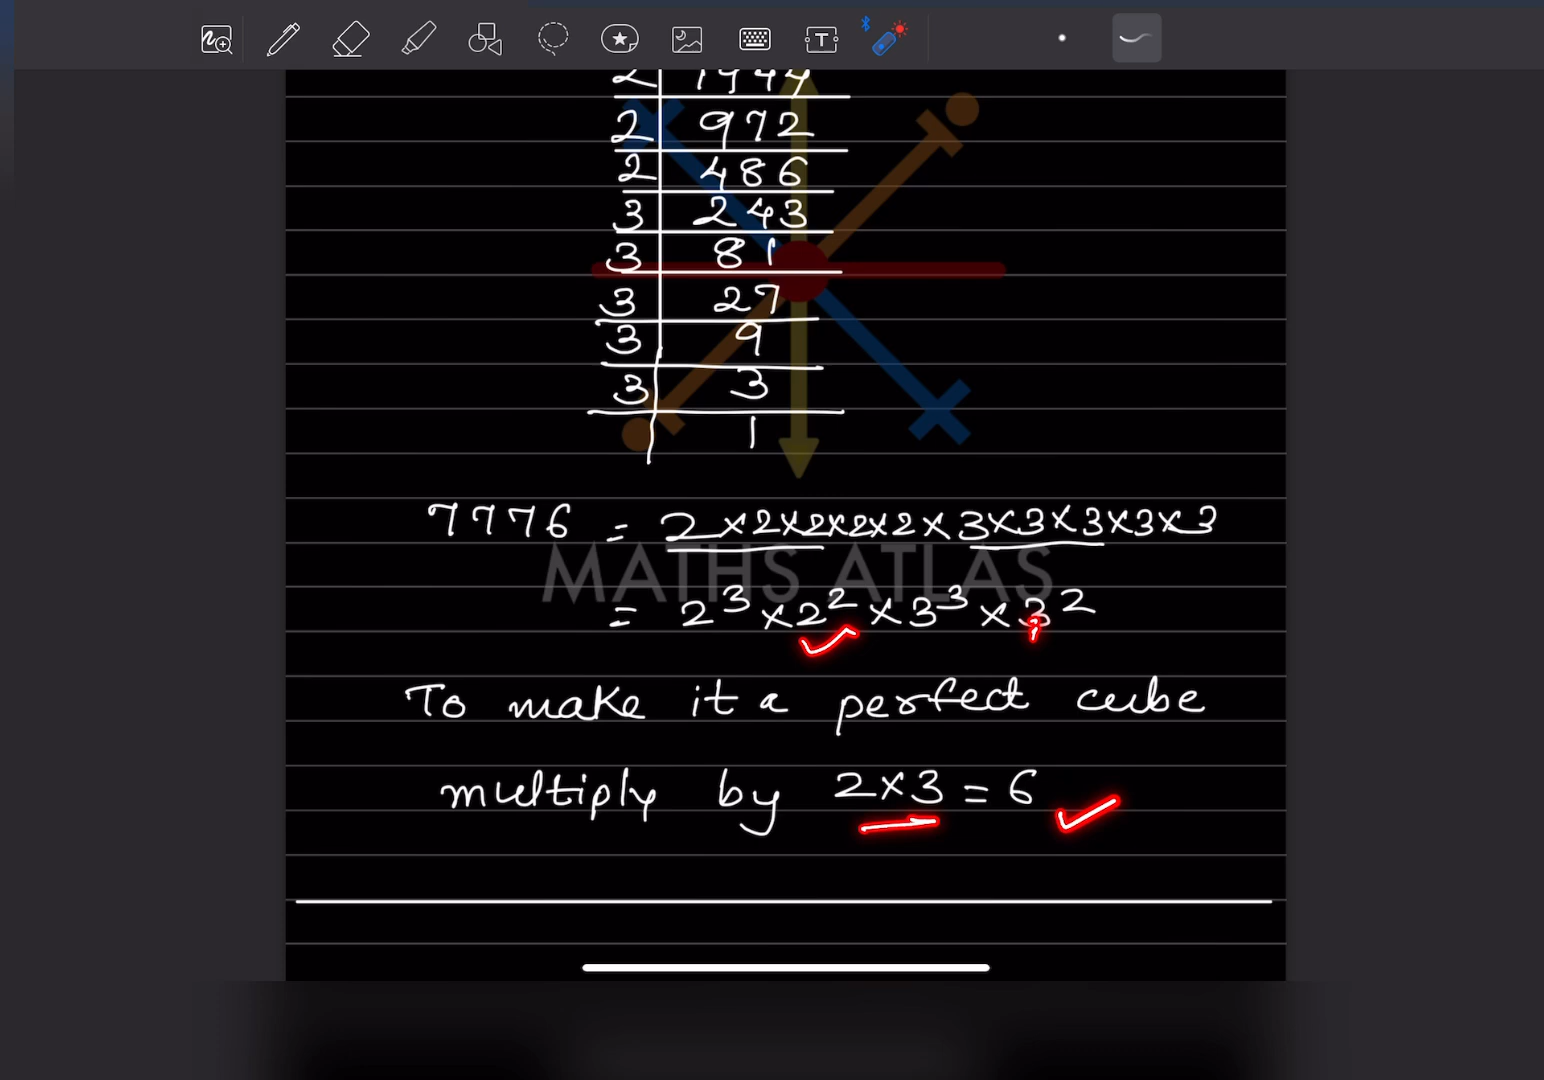 2 | 1944
2 | 972
2 | 486
3 | 243
3 | 81
3 | 27
3 | 9
3 | 3
| 1
7776 = 2×2×2×2×2×3×3×3×3×3
MATHS ATLAS
= 2³×2²×3³×3²
To make it a perfect cube
multiply by 2×3=6